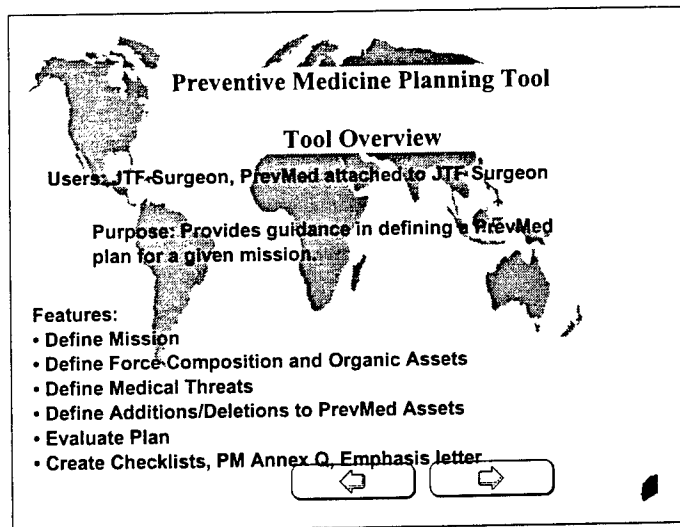 Preventive Medicine Planning Tool
Tool Overview
Users: JTF-Surgeon, PrevMed attached to JTF Surgeon
Purpose: Provides guidance in defining a PrevMed
plan for a given mission.
Features:
• Define Mission
• Define Force Composition and Organic Assets
• Define Medical Threats
• Define Additions/Deletions to PrevMed Assets
• Evaluate Plan
• Create Checklists, PM Annex Q, Emphasis letter